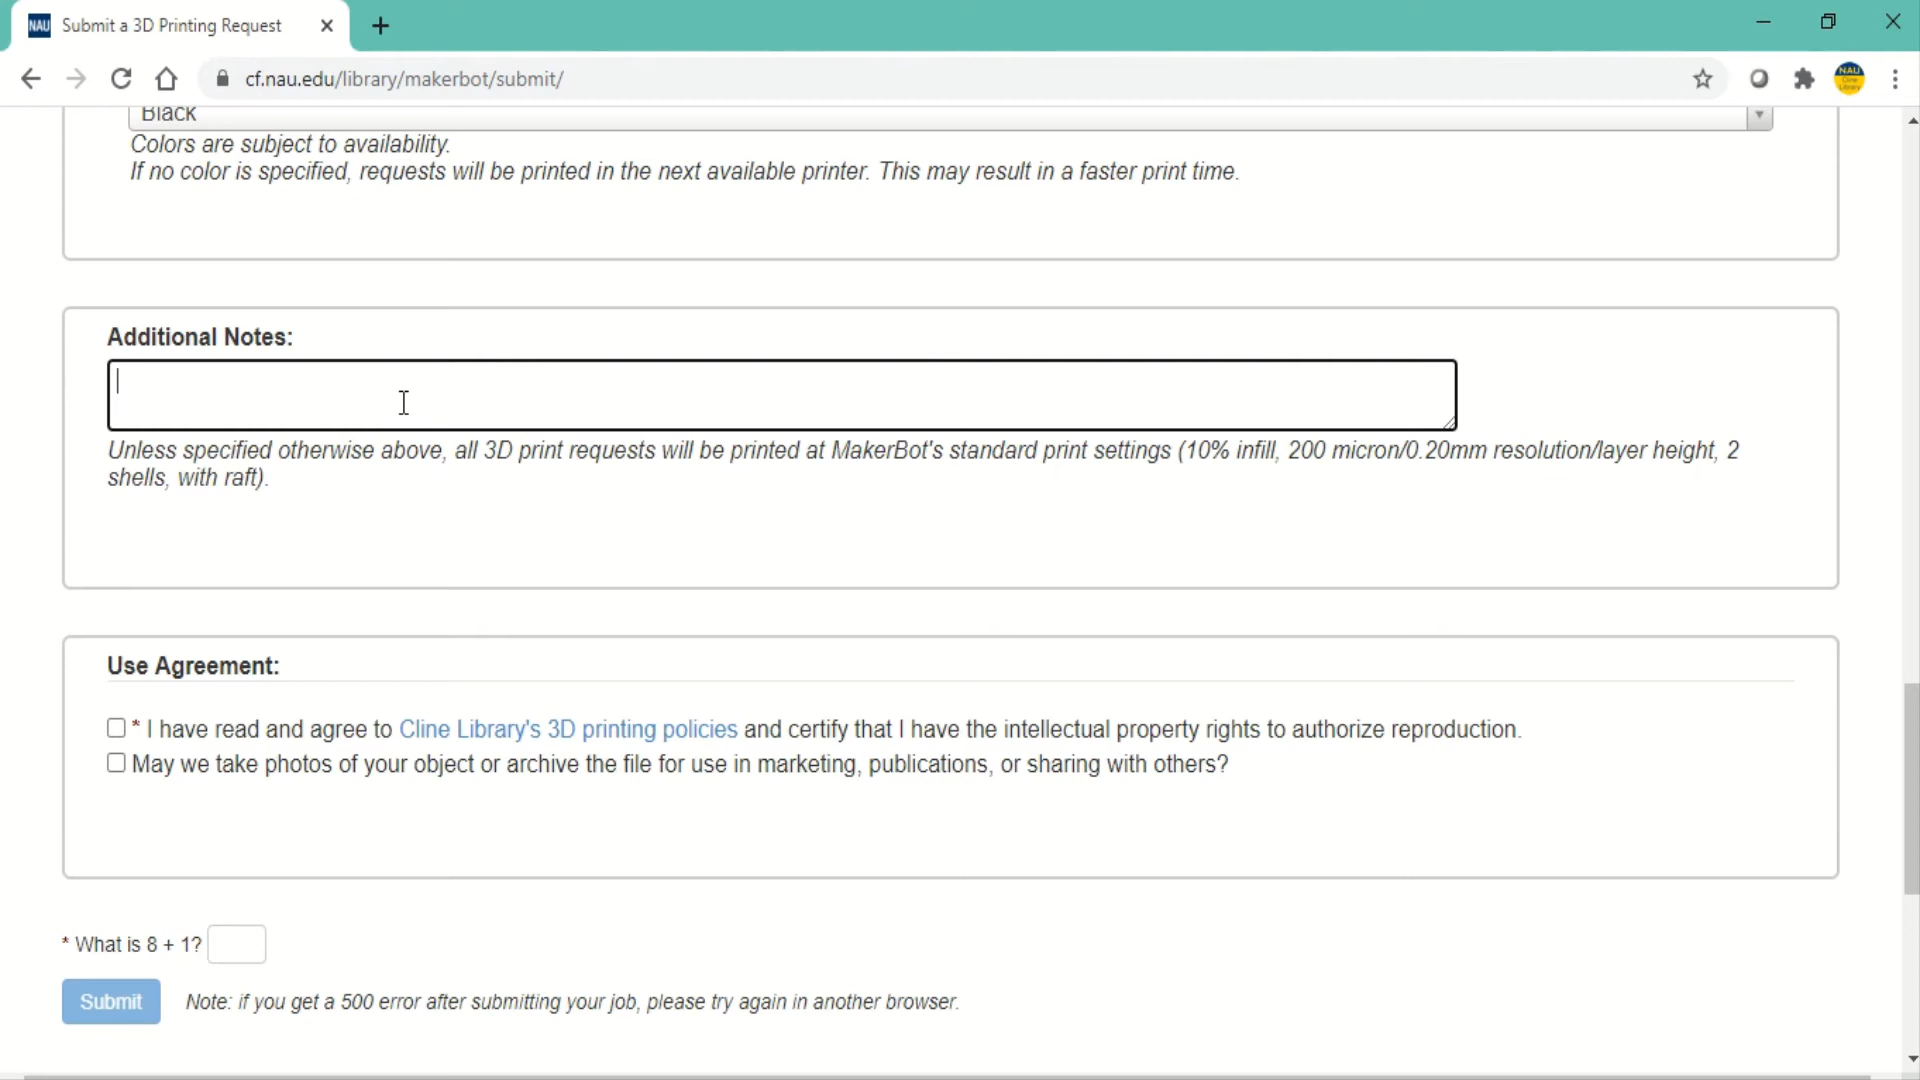 NAU Submit a 3D Printing Request
cf.nau.edu/library/makerbot/submit/
NAU
Cline
Library
Black
Colors are subject to availability.
If no color is specified, requests will be printed in the next available printer. This may result in a faster print time.
Additional Notes:
Unless specified otherwise above, all 3D print requests will be printed at MakerBot's standard print settings (10% infill, 200 micron/0.20mm resolution/layer height, 2
shells, with raft).
Use Agreement:
* I have read and agree to Cline Library's 3D printing policies and certify that I have the intellectual property rights to authorize reproduction.
May we take photos of your object or archive the file for use in marketing, publications, or sharing with others?
* What is 8 + 1?
Submit Note: if you get a 500 error after submitting your job, please try again in another browser.